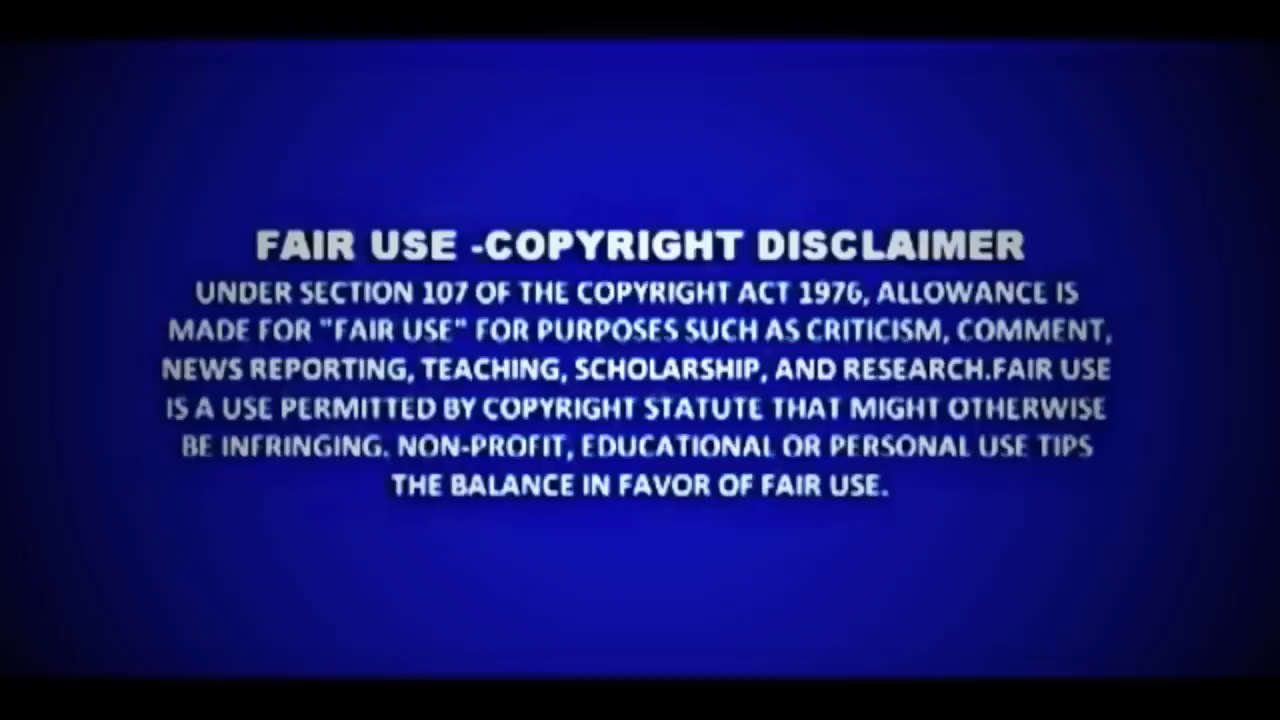 FAIR USE -COPYRIGHT DISCLAIMER
UNDER SECTION 107 OF THE COPYRIGHT ACT 1976, ALLOWANCE IS
MADE FOR "FAIR USE" FOR PURPOSES SUCH AS CRITICISM, COMMENT,
NEWS REPORTING, TEACHING, SCHOLARSHIP, AND RESEARCH.FAIR USE
IS A USE PERMITTED BY COPYRIGHT STATUTE THAT MIGHT OTHERWISE
BE INFRINGING. NON-PROFIT, EDUCATIONAL OR PERSONAL USE TIPS
THE BALANCE IN FAVOR OF FAIR USE.